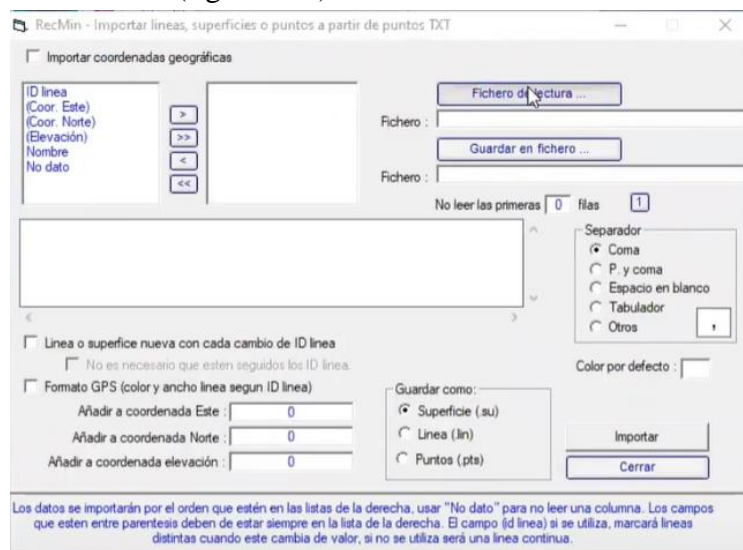 RecMin - Importar lineas, superficies o puntos a partir de puntos TXT
Importar coordenadas geográficas
ID linea
(Coor. Este)
(Coor. Norte)
(Elevación)
Nombre
No dato
>
>>
<
<<
Fichero de lectura ...
Fichero :
Guardar en fichero ...
Fichero :
No leer las primeras 0 filas 1
Separador
Coma
P. y coma
Espacio en blanco
Tabulador
Otros ,
Linea o superfice nueva con cada cambio de ID linea
No es necesario que esten seguidos los ID linea.
Color por defecto :
Formato GPS (color y ancho linea segun ID linea)
Añadir a coordenada Este : 0
Añadir a coordenada Norte : 0
Añadir a coordenada elevación : 0
Guardar como:
Superficie (.su)
Linea (.lin)
Puntos (.pts)
Importar
Cerrar
Los datos se importarán por el orden que estén en las listas de la derecha, usar "No dato" para no leer una columna. Los campos
que esten entre parentesis deben de estar siempre en la lista de la derecha. El campo (id linea) si se utiliza, marcará lineas
distintas cuando este cambia de valor, si no se utiliza será una linea continua.